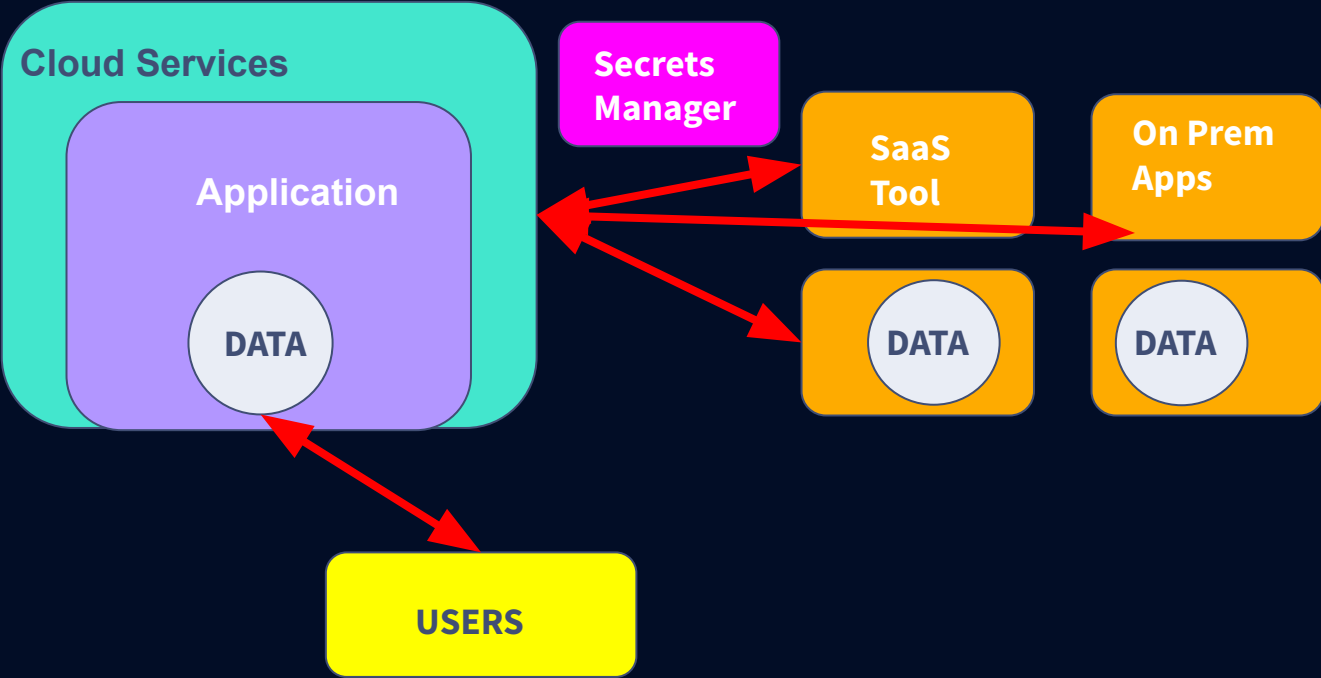 Cloud Services
Secrets
Manager
SaaS
Tool
On Prem
Apps
Application
DATA
DATA
DATA
USERS